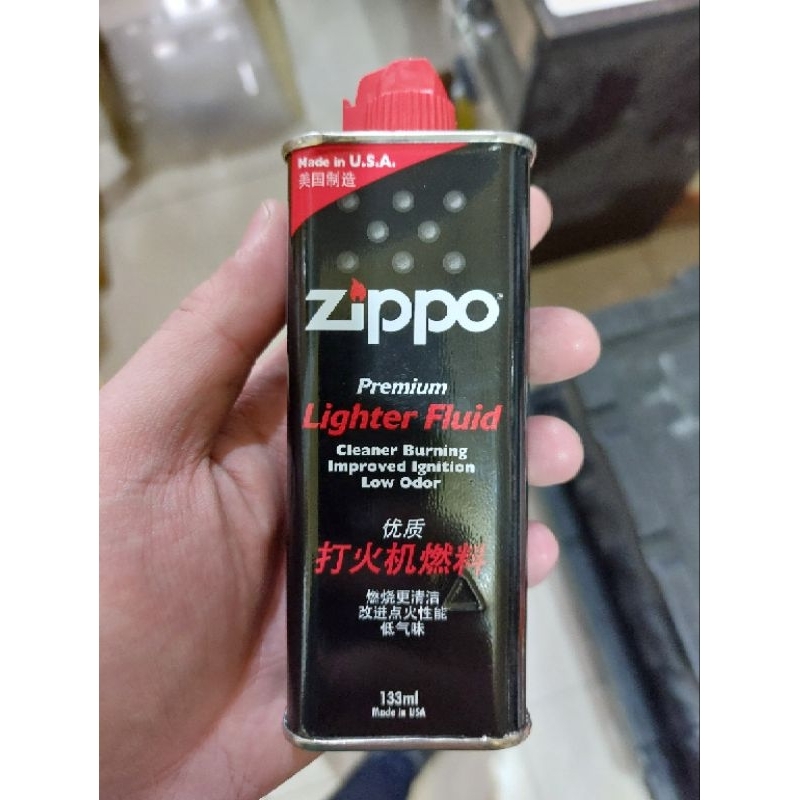 Made in U.S.A.
美国制造
zippo™
Premium
Lighter Fluid
Cleaner Burning
Improved Ignition
Low Odor
优质
打火机燃料
燃烧更清洁
改进点火性能
低气味
133ml
Made in USA